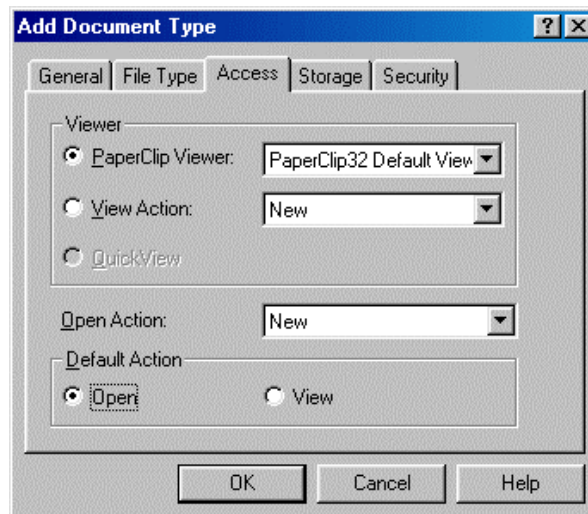 Add Document Type
General File Type Access Storage Security
Viewer
PaperClip Viewer: PaperClip32 Default View
View Action: New
QuickView
Open Action: New
Default Action
Open View
OK Cancel Help